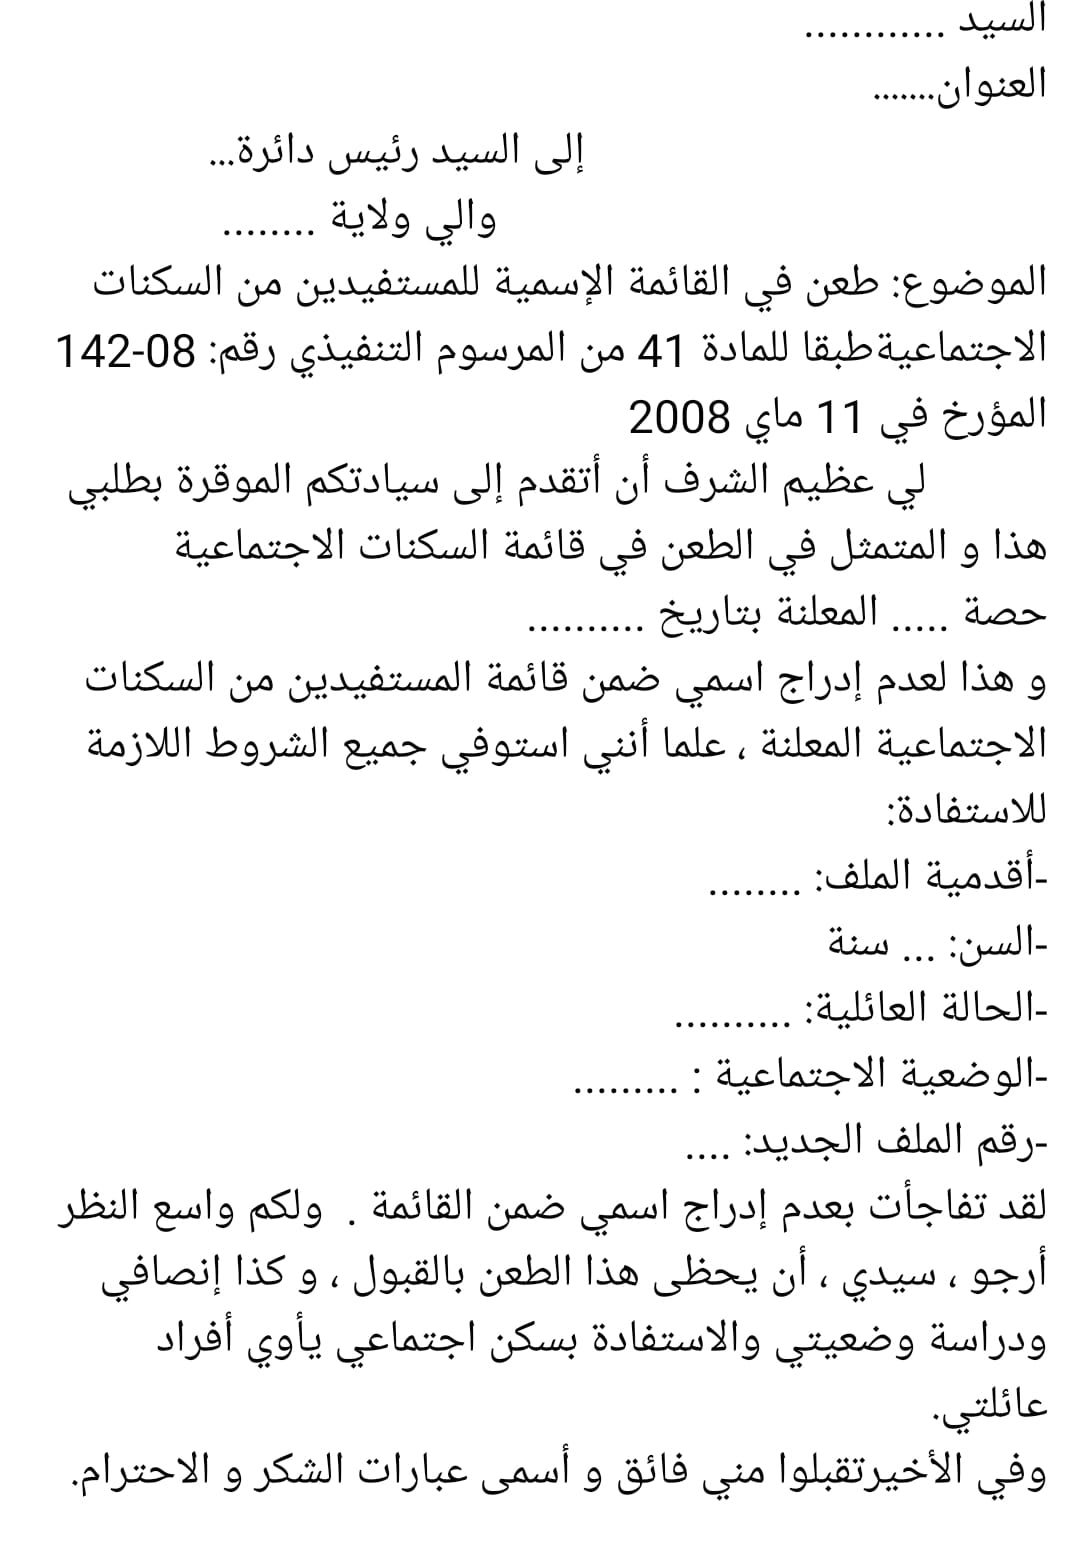 السيد ............
العنوان.......
إلى السيد رئيس دائرة...
والي ولاية ........
الموضوع: طعن في القائمة الإسمية للمستفيدين من السكنات
الاجتماعيةطبقا للمادة 41 من المرسوم التنفيذي رقم: 08-142
المؤرخ في 11 ماي 2008
لي عظيم الشرف أن أتقدم إلى سيادتكم الموقرة بطلبي
هذا و المتمثل في الطعن في قائمة السكنات الاجتماعية
حصة ..... المعلنة بتاريخ ..........
و هذا لعدم إدراج اسمي ضمن قائمة المستفيدين من السكنات
الاجتماعية المعلنة ، علما أنني استوفي جميع الشروط اللازمة
للاستفادة:
-أقدمية الملف: ........
-السن: ... سنة
-الحالة العائلية: ..........
-الوضعية الاجتماعية : .........
-رقم الملف الجديد: ....
لقد تفاجأت بعدم إدراج اسمي ضمن القائمة . ولكم واسع النظر
أرجو ، سيدي ، أن يحظى هذا الطعن بالقبول ، و كذا إنصافي
ودراسة وضعيتي والاستفادة بسكن اجتماعي يأوي أفراد
عائلتي.
وفي الأخيرتقبلوا مني فائق و أسمى عبارات الشكر و الاحترام.